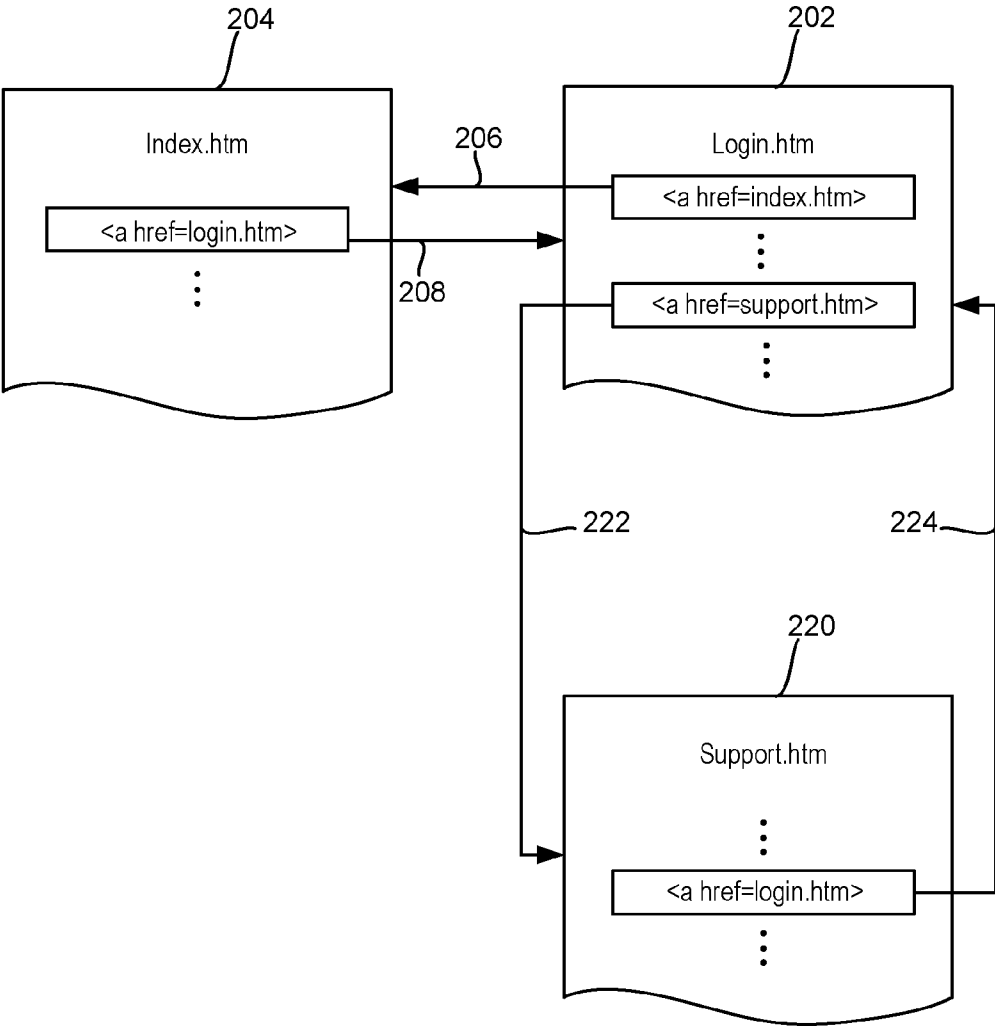 204
202
Index.htm
Login.htm
206
<a href=index.htm>
<a href=login.htm>
208
<a href=support.htm>
222
224
220
Support.htm
<a href=login.htm>